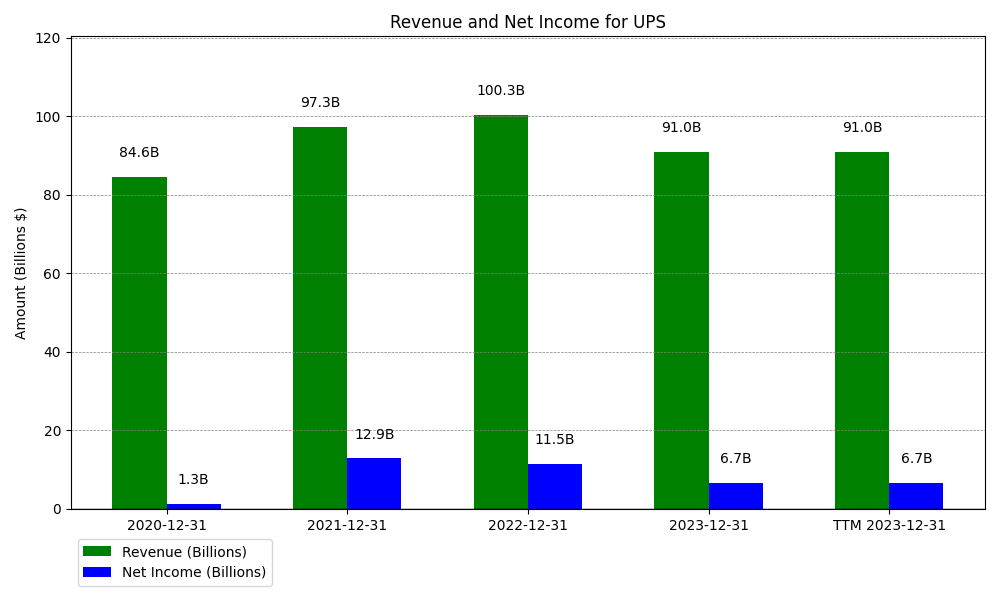 Revenue and Net Income for UPS
Amount (Billions $)
120
100
80
60
40
20
0
84.6B
97.3B
100.3B
91.0B
91.0B
1.3B
12.9B
11.5B
6.7B
6.7B
2020-12-31
2021-12-31
2022-12-31
2023-12-31
TTM 2023-12-31
Revenue (Billions)
Net Income (Billions)